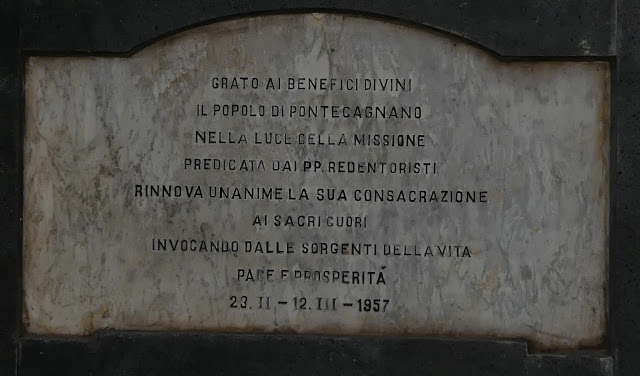 GRATO AI BENEFICI DIVINI
IL POPOLO DI PONTECAGNANO
NELLA LUCE DELLA MISSIONE
PREDICATA DAI PP. REDENTORISTI
RINNOVA UNANIME LA SUA CONSACRAZIONE
AI SACRI CUORI
INVOCANDO DALLE SORGENTI DELLA VITA
PACE E PROSPERITÁ
23. II – 12. III – 1957